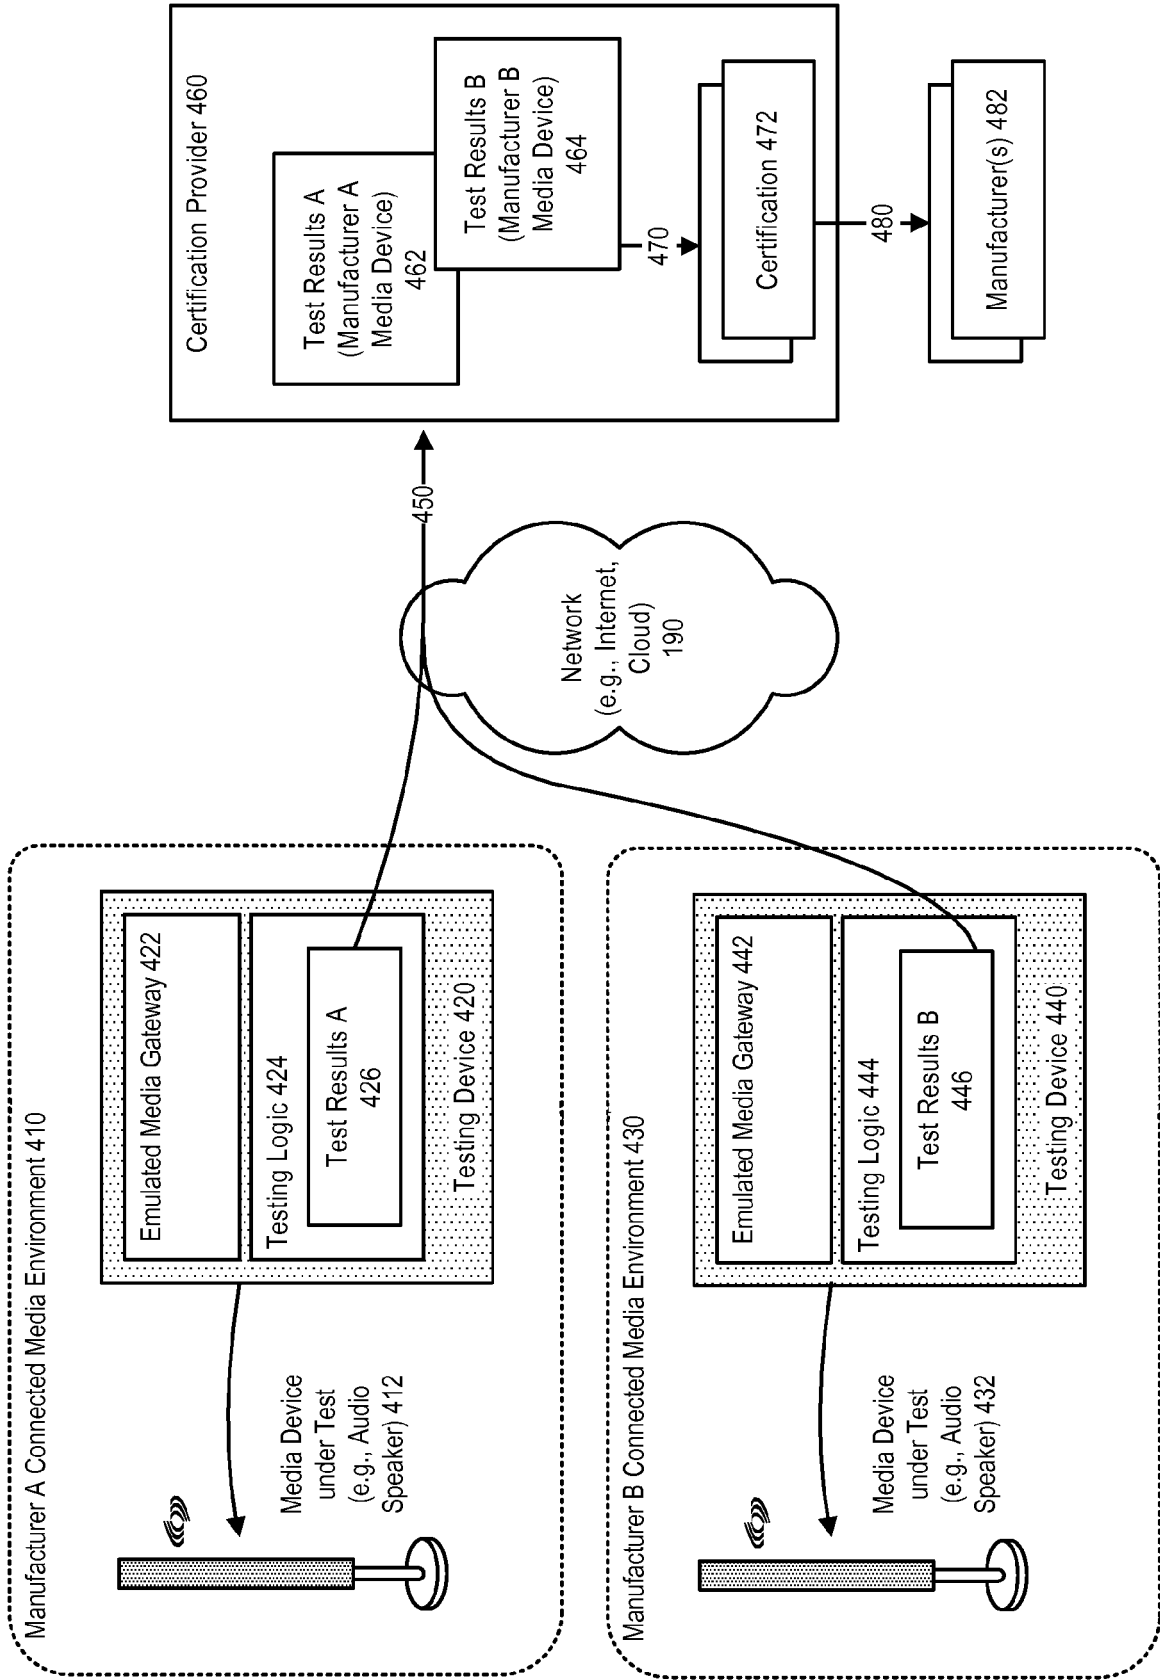 Manufacturer A Connected Media Environment 410
Media Device
under Test
(e.g., Audio
Speaker) 412
Emulated Media Gateway 422
Testing Logic 424
Test Results A
426
Testing Device 420
Manufacturer B Connected Media Environment 430
Media Device
under Test
(e.g., Audio
Speaker) 432
Emulated Media Gateway 442
Testing Logic 444
Test Results B
446
Testing Device 440
Network
(e.g., Internet,
Cloud)
190
450
Certification Provider 460
Test Results A
(Manufacturer A
Media Device)
462
Test Results B
(Manufacturer B
Media Device)
464
470
Certification 472
480
Manufacturer(s) 482